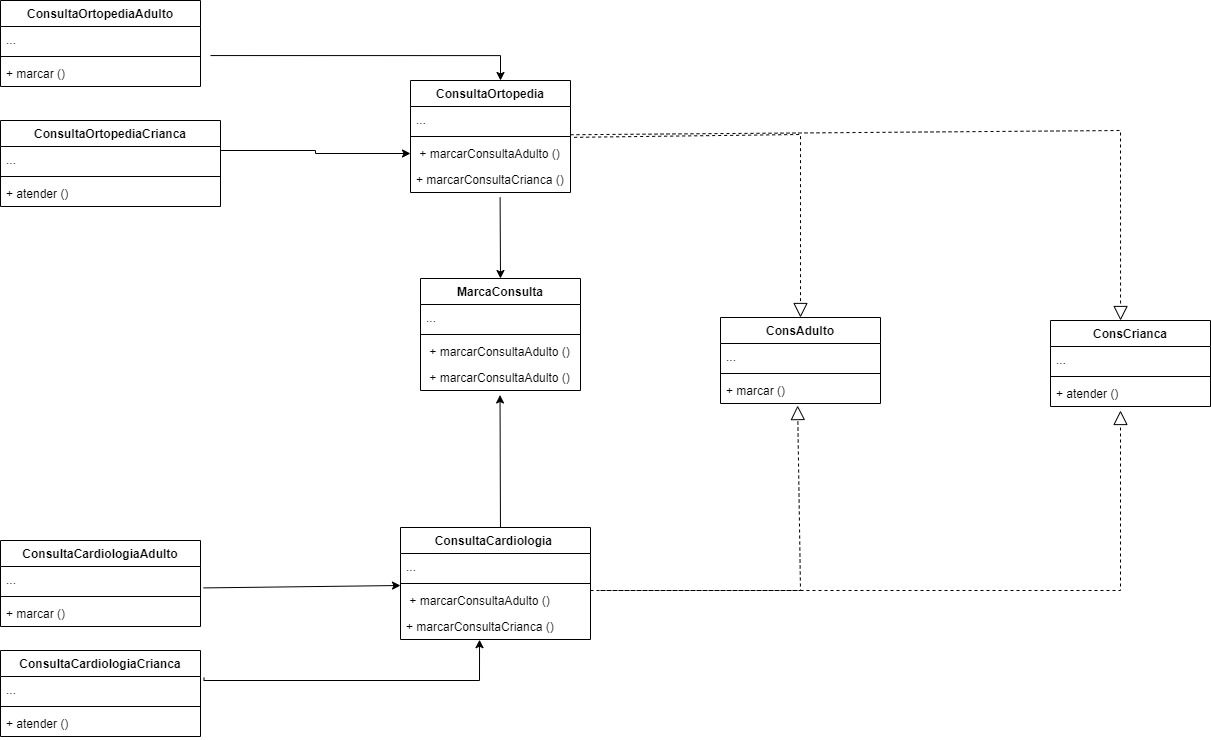 ConsultaOrtopediaAdulto
...
+ marcar ()
ConsultaOrtopediaCrianca
...
+ atender ()
ConsultaOrtopedia
...
+ marcarConsultaAdulto ()
+ marcarConsultaCrianca ()
MarcaConsulta
...
+ marcarConsultaAdulto ()
+ marcarConsultaAdulto ()
ConsAdulto
...
+ marcar ()
ConsCrianca
...
+ atender ()
ConsultaCardiologia
...
+ marcarConsultaAdulto ()
+ marcarConsultaCrianca ()
ConsultaCardiologiaAdulto
...
+ marcar ()
ConsultaCardiologiaCrianca
...
+ atender ()